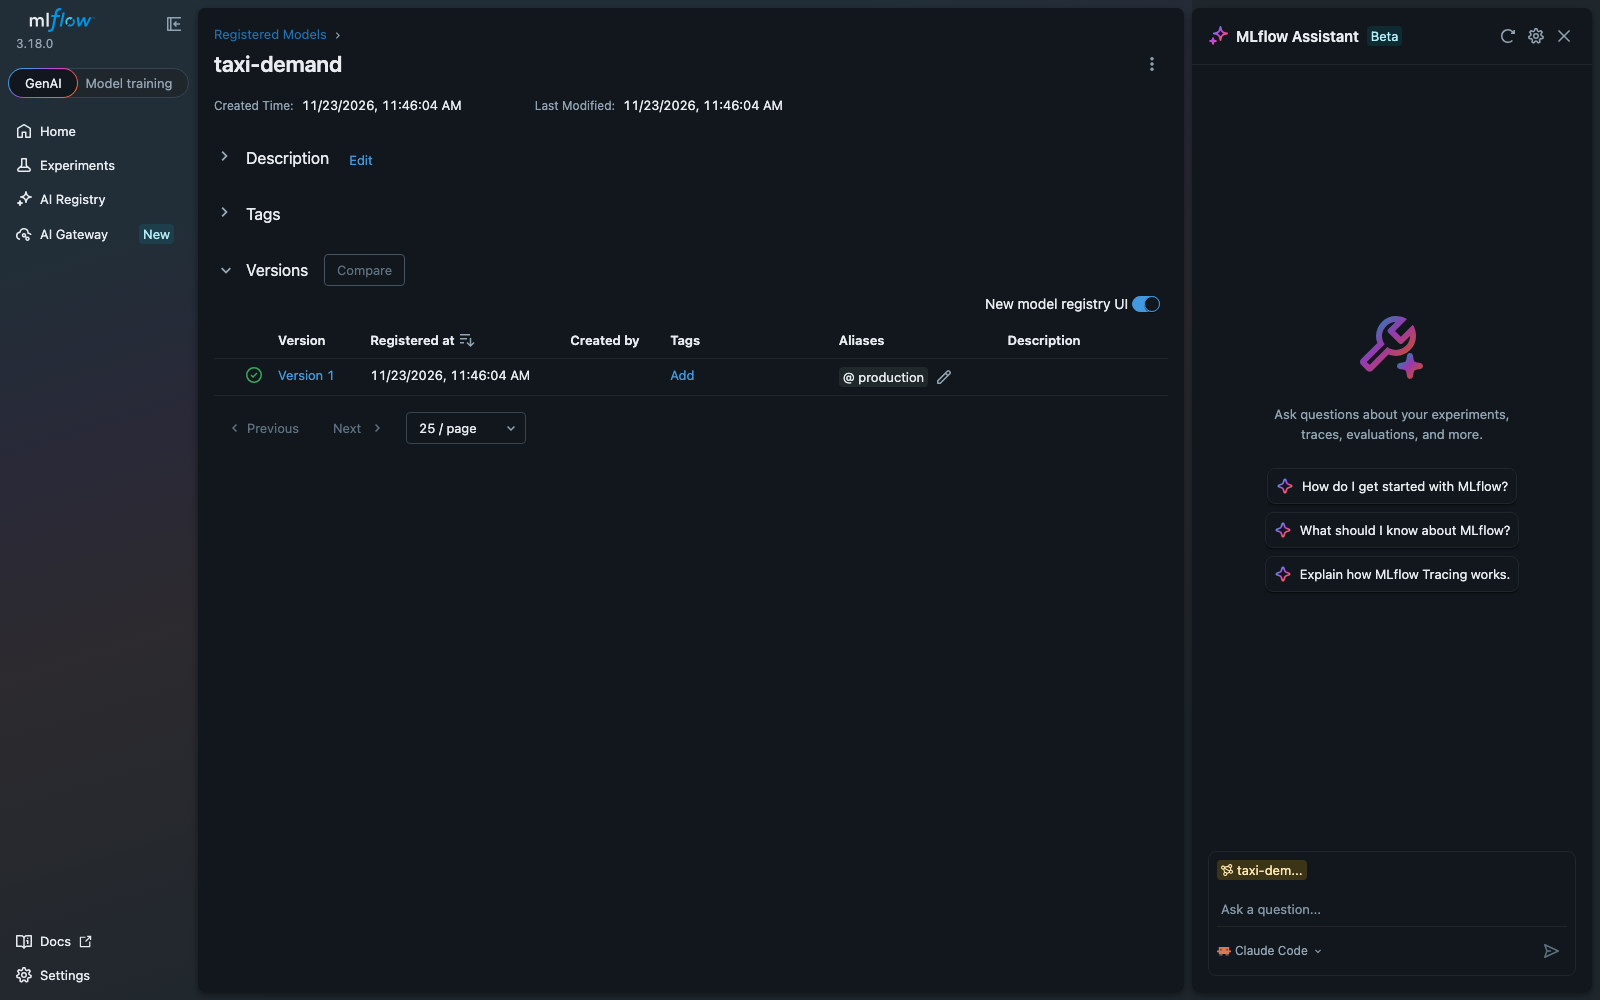 mlflow
3.18.0
GenAI
Model training
Home
Experiments
AI Registry
AI Gateway
New
Docs
Settings
Registered Models
taxi-demand
Created Time: 11/23/2026, 11:46:04 AM
Last Modified: 11/23/2026, 11:46:04 AM
Description
Edit
Tags
Versions
Compare
New model registry UI
Version
Registered at
Created by
Tags
Aliases
Description
Version 1
11/23/2026, 11:46:04 AM
Add
@ production
Previous
Next
25 / page
MLflow Assistant
Beta
Ask questions about your experiments,
traces, evaluations, and more.
How do I get started with MLflow?
What should I know about MLflow?
Explain how MLflow Tracing works.
taxi-dem...
Ask a question...
Claude Code